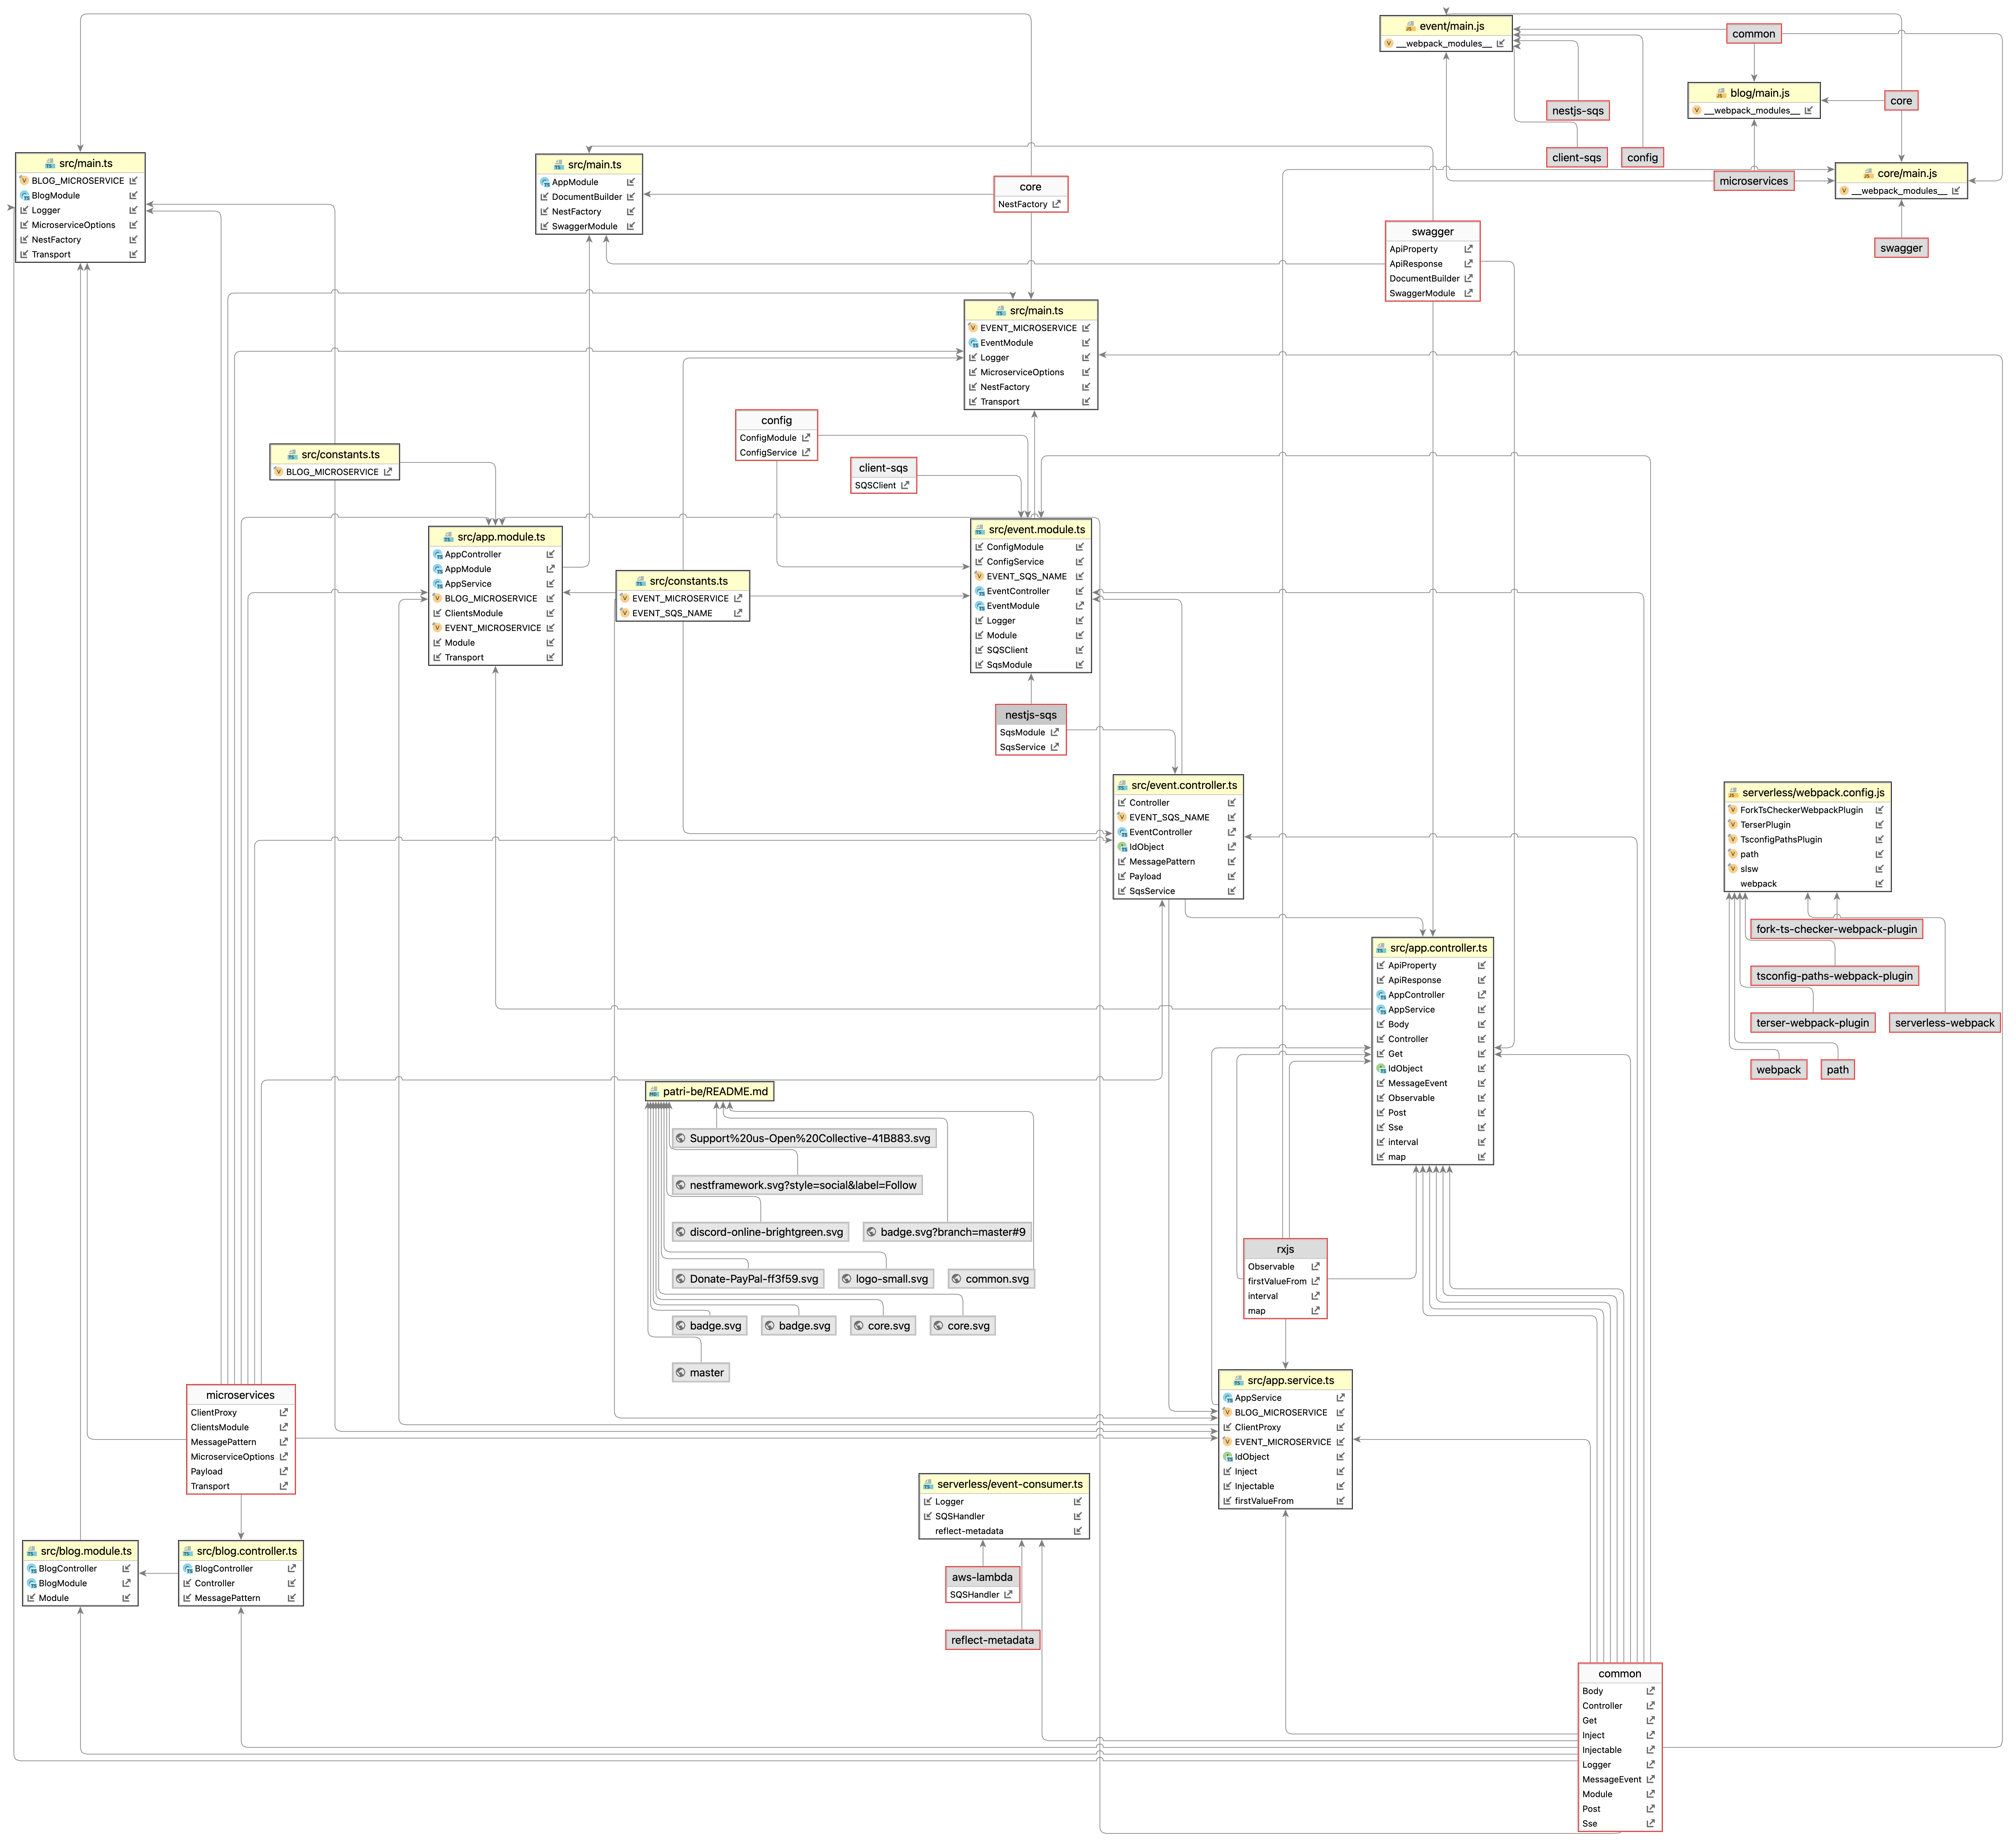 event/main.js
__webpack_modules__
common
blog/main.js
__webpack_modules__
core
nestjs-sqs
client-sqs
config
microservices
core/main.js
__webpack_modules__
swagger
src/main.ts
BLOG_MICROSERVICE
BlogModule
Logger
MicroserviceOptions
NestFactory
Transport
src/main.ts
AppModule
DocumentBuilder
NestFactory
SwaggerModule
core
NestFactory
swagger
ApiProperty
ApiResponse
DocumentBuilder
SwaggerModule
src/main.ts
EVENT_MICROSERVICE
EventModule
Logger
MicroserviceOptions
NestFactory
Transport
config
ConfigModule
ConfigService
client-sqs
SQSClient
src/constants.ts
BLOG_MICROSERVICE
src/app.module.ts
AppController
AppModule
AppService
BLOG_MICROSERVICE
ClientsModule
EVENT_MICROSERVICE
Module
Transport
src/constants.ts
EVENT_MICROSERVICE
EVENT_SQS_NAME
src/event.module.ts
ConfigModule
ConfigService
EVENT_SQS_NAME
EventController
EventModule
Logger
Module
SQSClient
SqsModule
nestjs-sqs
SqsModule
SqsService
src/event.controller.ts
Controller
EVENT_SQS_NAME
EventController
IdObject
MessagePattern
Payload
SqsService
serverless/webpack.config.js
ForkTsCheckerWebpackPlugin
TerserPlugin
TsconfigPathsPlugin
path
slsw
webpack
fork-ts-checker-webpack-plugin
tsconfig-paths-webpack-plugin
terser-webpack-plugin
serverless-webpack
webpack
path
src/app.controller.ts
ApiProperty
ApiResponse
AppController
AppService
Body
Controller
Get
IdObject
MessageEvent
Observable
Post
Sse
interval
map
patri-be/README.md
Support%20us-Open%20Collective-41B883.svg
nestframework.svg?style=social&label=Follow
discord-online-brightgreen.svg
badge.svg?branch=master#9
Donate-PayPal-ff3f59.svg
logo-small.svg
common.svg
badge.svg
badge.svg
core.svg
core.svg
master
rxjs
Observable
firstValueFrom
interval
map
src/app.service.ts
AppService
BLOG_MICROSERVICE
ClientProxy
EVENT_MICROSERVICE
IdObject
Inject
Injectable
firstValueFrom
microservices
ClientProxy
ClientsModule
MessagePattern
MicroserviceOptions
Payload
Transport
serverless/event-consumer.ts
Logger
SQSHandler
reflect-metadata
aws-lambda
SQSHandler
reflect-metadata
src/blog.module.ts
BlogController
BlogModule
Module
src/blog.controller.ts
BlogController
Controller
MessagePattern
common
Body
Controller
Get
Inject
Injectable
Logger
MessageEvent
Module
Post
Sse